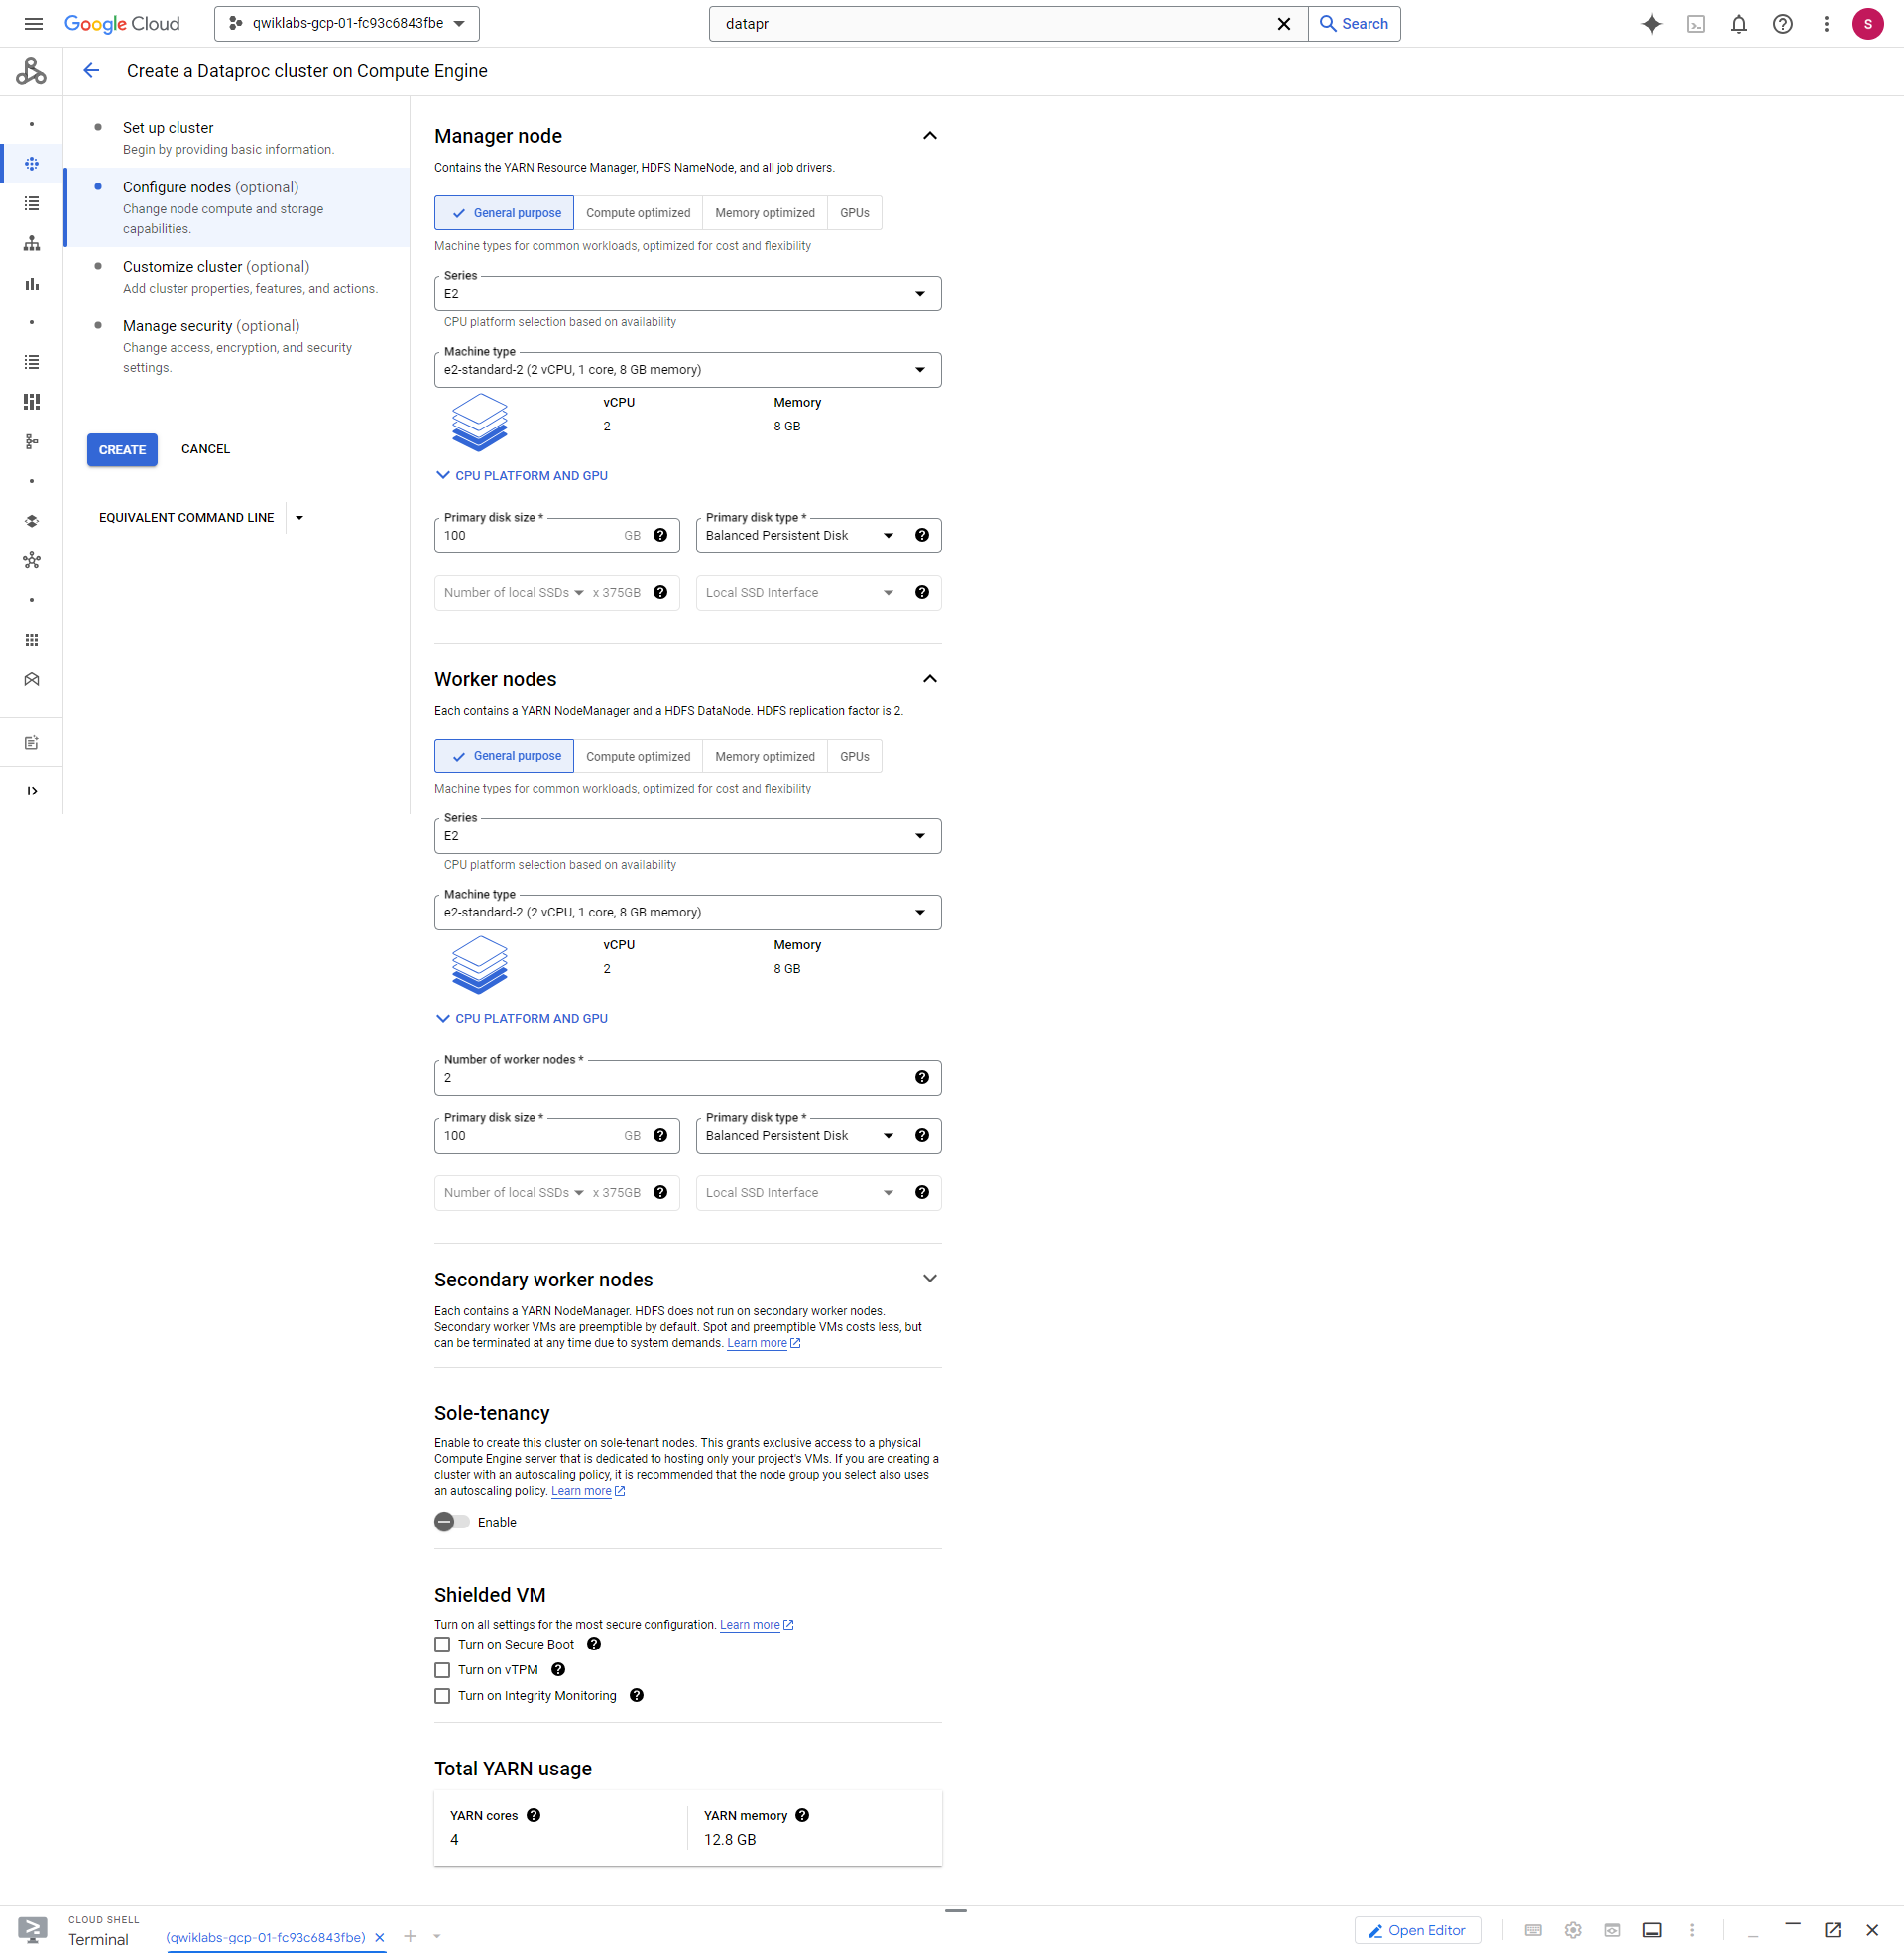 Google Cloud
qwiklabs-gcp-01-fc93c6843fbe
datapr
Search
S
Create a Dataproc cluster on Compute Engine
Set up cluster
Begin by providing basic information.
Configure nodes (optional)
Change node compute and storage
capabilities.
Customize cluster (optional)
Add cluster properties, features, and actions.
Manage security (optional)
Change access, encryption, and security
settings.
CREATE
CANCEL
EQUIVALENT COMMAND LINE
Manager node
Contains the YARN Resource Manager, HDFS NameNode, and all job drivers.
General purpose
Compute optimized
Memory optimized
GPUs
Machine types for common workloads, optimized for cost and flexibility
Series
E2
CPU platform selection based on availability
Machine type
e2-standard-2 (2 vCPU, 1 core, 8 GB memory)
vCPU
Memory
2
8 GB
CPU PLATFORM AND GPU
Primary disk size *
Primary disk type *
100
GB
Balanced Persistent Disk
Number of local SSDs
x 375GB
Local SSD Interface
Worker nodes
Each contains a YARN NodeManager and a HDFS DataNode. HDFS replication factor is 2.
General purpose
Compute optimized
Memory optimized
GPUs
Machine types for common workloads, optimized for cost and flexibility
Series
E2
CPU platform selection based on availability
Machine type
e2-standard-2 (2 vCPU, 1 core, 8 GB memory)
vCPU
Memory
2
8 GB
CPU PLATFORM AND GPU
Number of worker nodes *
2
Primary disk size *
Primary disk type *
100
GB
Balanced Persistent Disk
Number of local SSDs
x 375GB
Local SSD Interface
Secondary worker nodes
Each contains a YARN NodeManager. HDFS does not run on secondary worker nodes.
Secondary worker VMs are preemptible by default. Spot and preemptible VMs costs less, but
can be terminated at any time due to system demands. Learn more
Sole-tenancy
Enable to create this cluster on sole-tenant nodes. This grants exclusive access to a physical
Compute Engine server that is dedicated to hosting only your project's VMs. If you are creating a
cluster with an autoscaling policy, it is recommended that the node group you select also uses
an autoscaling policy. Learn more
Enable
Shielded VM
Turn on all settings for the most secure configuration. Learn more
Turn on Secure Boot
Turn on vTPM
Turn on Integrity Monitoring
Total YARN usage
YARN cores
YARN memory
4
12.8 GB
CLOUD SHELL
Terminal
(qwiklabs-gcp-01-fc93c6843fbe)
Open Editor